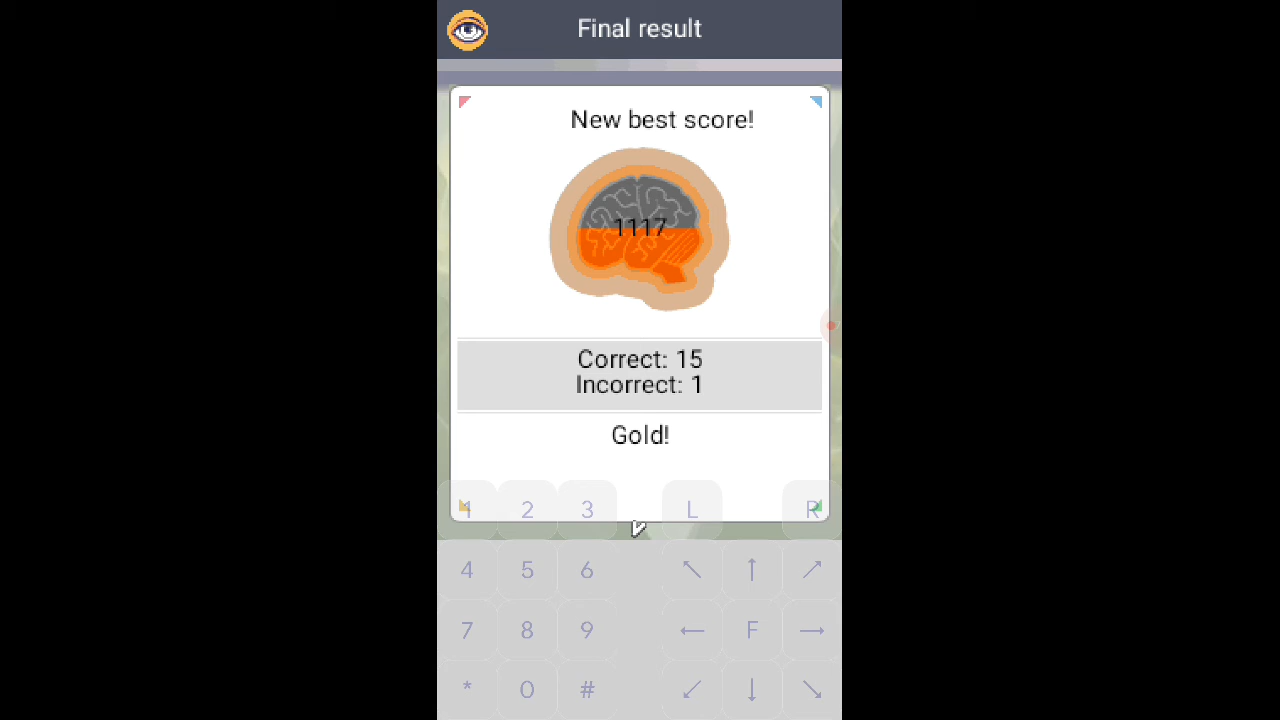 Final result
New best score!
1117
Correct: 15
Incorrect: 1
Gold!
1 2 3 L R
4 5 6 ↖ ↑ ↗
7 8 9 ← F →
* 0 # ↙ ↓ ↘